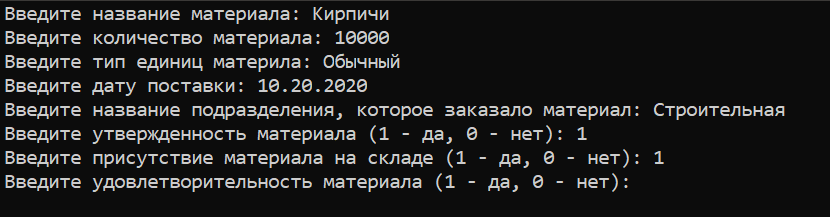 Введите название материала: Кирпичи
Введите количество материала: 10000
Введите тип единиц материла: Обычный
Введите дату поставки: 10.20.2020
Введите название подразделения, которое заказало материал: Строительная
Введите утвержденность материала (1 - да, 0 - нет): 1
Введите присутствие материала на складе (1 - да, 0 - нет): 1
Введите удовлетворительность материала (1 - да, 0 - нет):